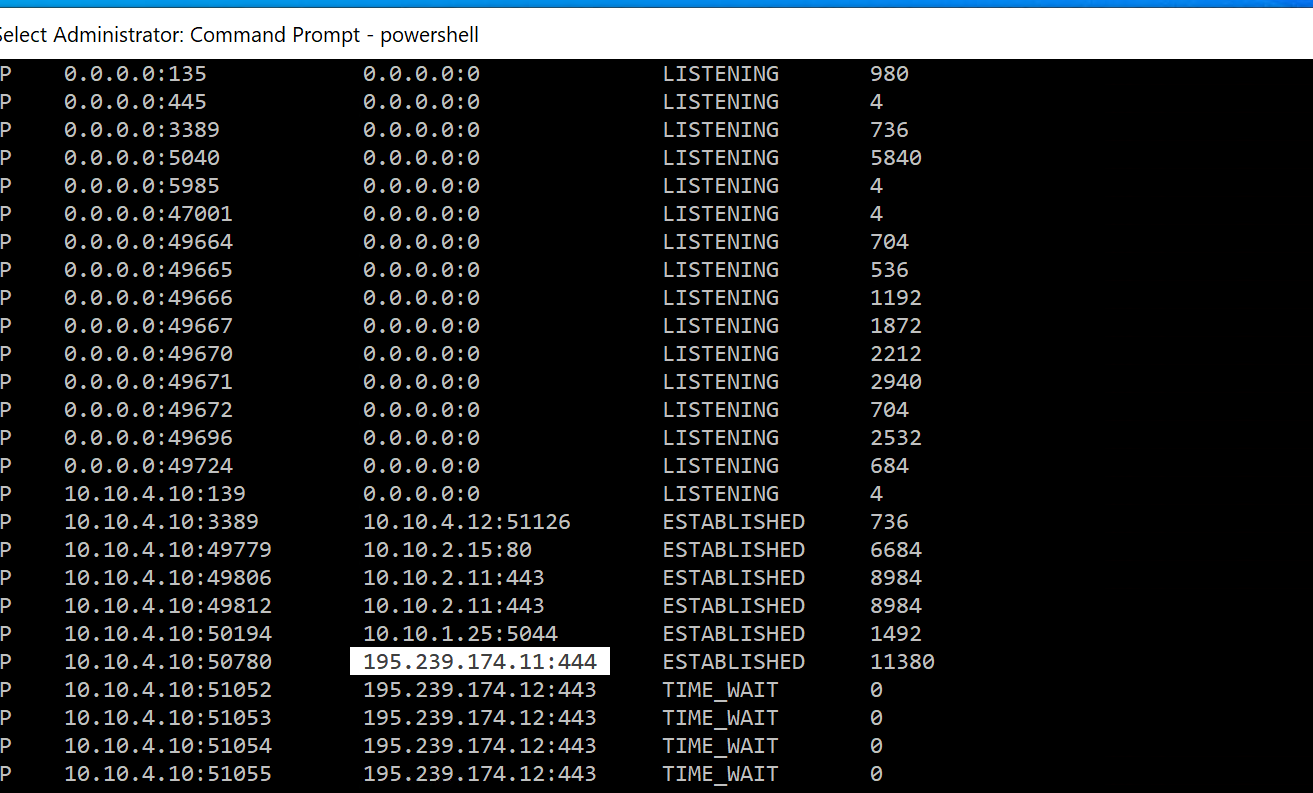 Select Administrator: Command Prompt - powershell
P 0.0.0.0:135 0.0.0.0:0 LISTENING 980
P 0.0.0.0:445 0.0.0.0:0 LISTENING 4
P 0.0.0.0:3389 0.0.0.0:0 LISTENING 736
P 0.0.0.0:5040 0.0.0.0:0 LISTENING 5840
P 0.0.0.0:5985 0.0.0.0:0 LISTENING 4
P 0.0.0.0:47001 0.0.0.0:0 LISTENING 4
P 0.0.0.0:49664 0.0.0.0:0 LISTENING 704
P 0.0.0.0:49665 0.0.0.0:0 LISTENING 536
P 0.0.0.0:49666 0.0.0.0:0 LISTENING 1192
P 0.0.0.0:49667 0.0.0.0:0 LISTENING 1872
P 0.0.0.0:49670 0.0.0.0:0 LISTENING 2212
P 0.0.0.0:49671 0.0.0.0:0 LISTENING 2940
P 0.0.0.0:49672 0.0.0.0:0 LISTENING 704
P 0.0.0.0:49696 0.0.0.0:0 LISTENING 2532
P 0.0.0.0:49724 0.0.0.0:0 LISTENING 684
P 10.10.4.10:139 0.0.0.0:0 LISTENING 4
P 10.10.4.10:3389 10.10.4.12:51126 ESTABLISHED 736
P 10.10.4.10:49779 10.10.2.15:80 ESTABLISHED 6684
P 10.10.4.10:49806 10.10.2.11:443 ESTABLISHED 8984
P 10.10.4.10:49812 10.10.2.11:443 ESTABLISHED 8984
P 10.10.4.10:50194 10.10.1.25:5044 ESTABLISHED 1492
P 10.10.4.10:50780 195.239.174.11:444 ESTABLISHED 11380
P 10.10.4.10:51052 195.239.174.12:443 TIME_WAIT 0
P 10.10.4.10:51053 195.239.174.12:443 TIME_WAIT 0
P 10.10.4.10:51054 195.239.174.12:443 TIME_WAIT 0
P 10.10.4.10:51055 195.239.174.12:443 TIME_WAIT 0